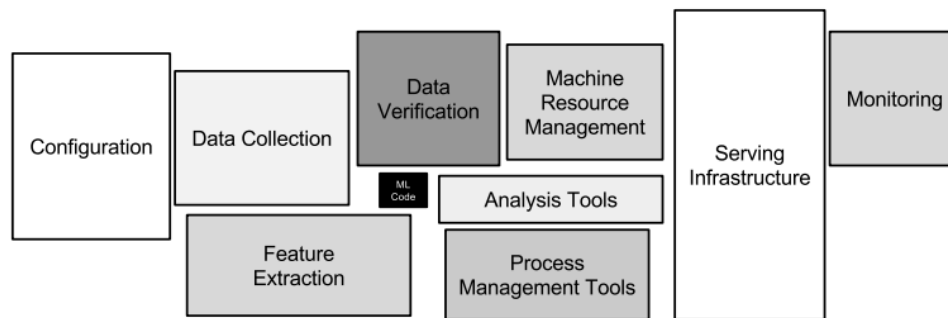 Configuration
Data Collection
Feature
Extraction
Data
Verification
ML
Code
Machine
Resource
Management
Analysis Tools
Process
Management Tools
Serving
Infrastructure
Monitoring